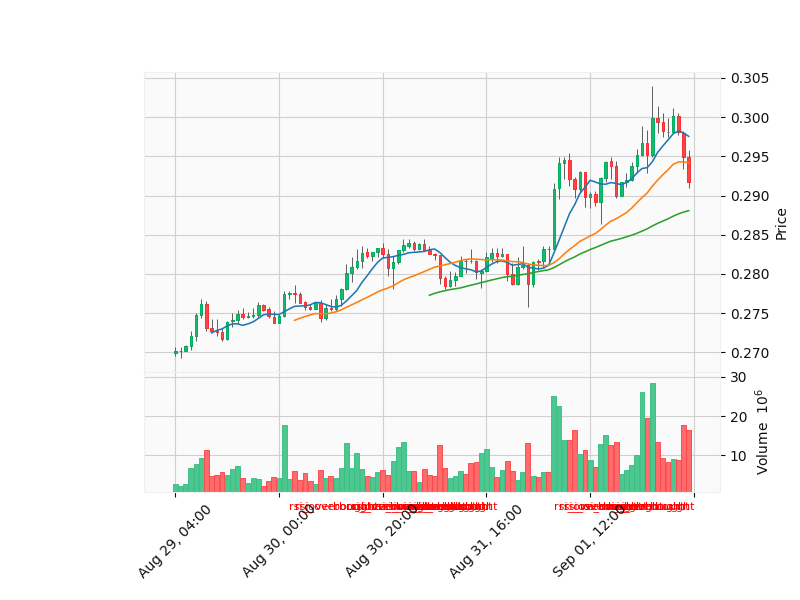 0.305
0.300
0.295
0.290
0.285
0.280
0.275
0.270
Price
30
20
10
Volume 10⁶
Aug 29, 04:00
Aug 30, 00:00
Aug 30, 20:00
Aug 31, 16:00
Sep 01, 12:00